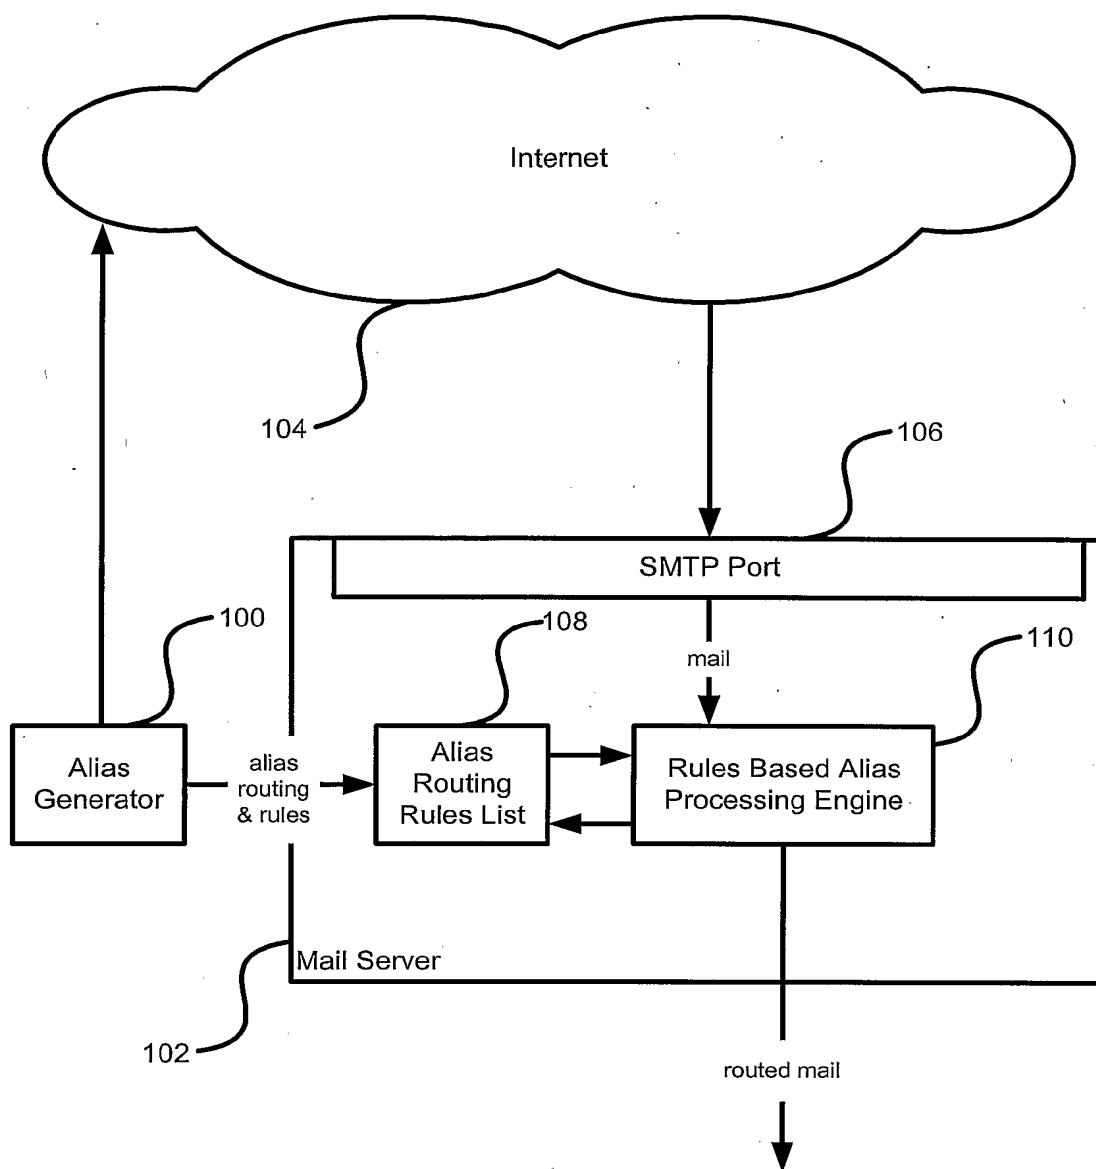 Internet
104
106
SMTP Port
100
108
mail
110
Alias
Generator
alias
routing
& rules
Alias
Routing
Rules List
Rules Based Alias
Processing Engine
Mail Server
102
routed mail